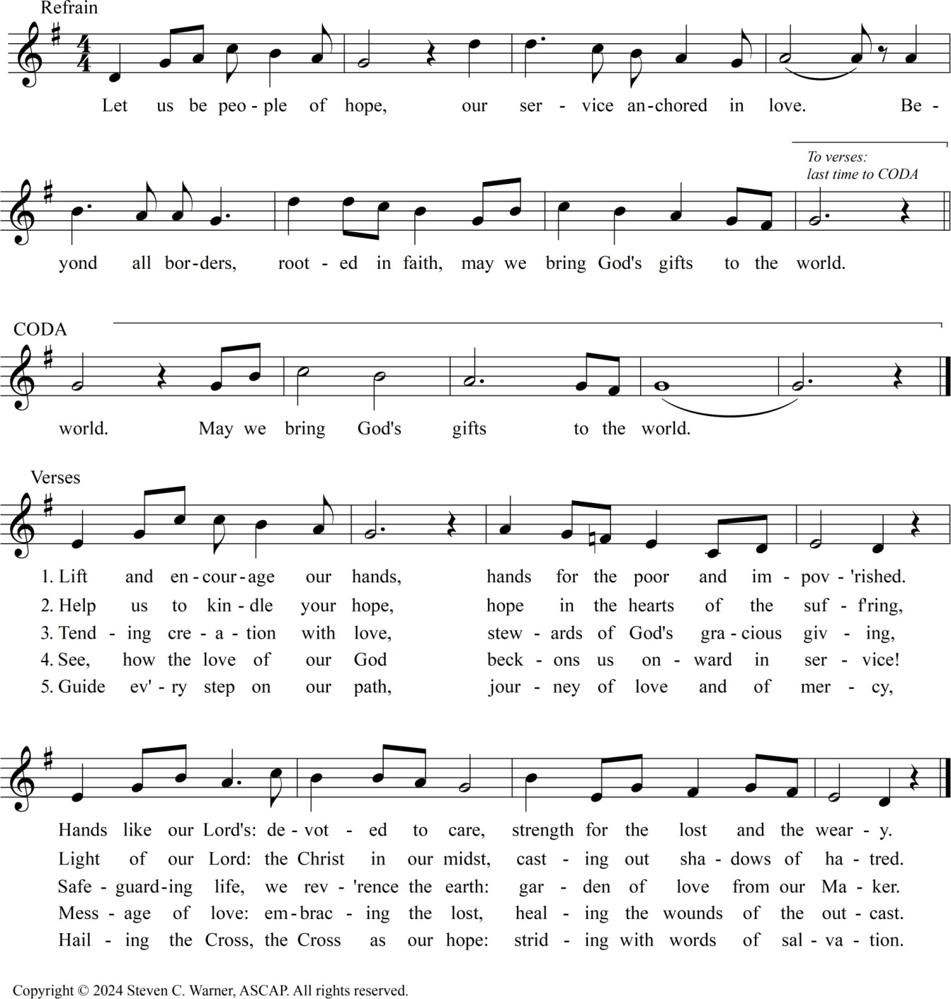 Refrain
4
4
Let us be peo - ple of hope, our ser - vice an - chored in love. Be -
To verses:
last time to CODA
yond all bor - ders, root - ed in faith, may we bring God's gifts to the world.
CODA
world. May we bring God's gifts to the world.
Verses
1. Lift and en - cour - age our hands, hands for the poor and im - pov - 'rished.
2. Help us to kin - dle your hope, hope in the hearts of the suf - f'ring,
3. Tend - ing cre - a - tion with love, stew - ards of God's gra - cious giv - ing,
4. See, how the love of our God beck - ons us on - ward in ser - vice!
5. Guide ev' - ry step on our path, jour - ney of love and of mer - cy,
Hands like our Lord's: de - vot - ed to care, strength for the lost and the wear - y.
Light of our Lord: the Christ in our midst, cast - ing out sha - dows of ha - tred.
Safe - guard - ing life, we rev - 'rence the earth: gar - den of love from our Ma - ker.
Mess - age of love: em - brac - ing the lost, heal - ing the wounds of the out - cast.
Hail - ing the Cross, the Cross as our hope: strid - ing with words of sal - va - tion.
Copyright © 2024 Steven C. Warner, ASCAP. All rights reserved.